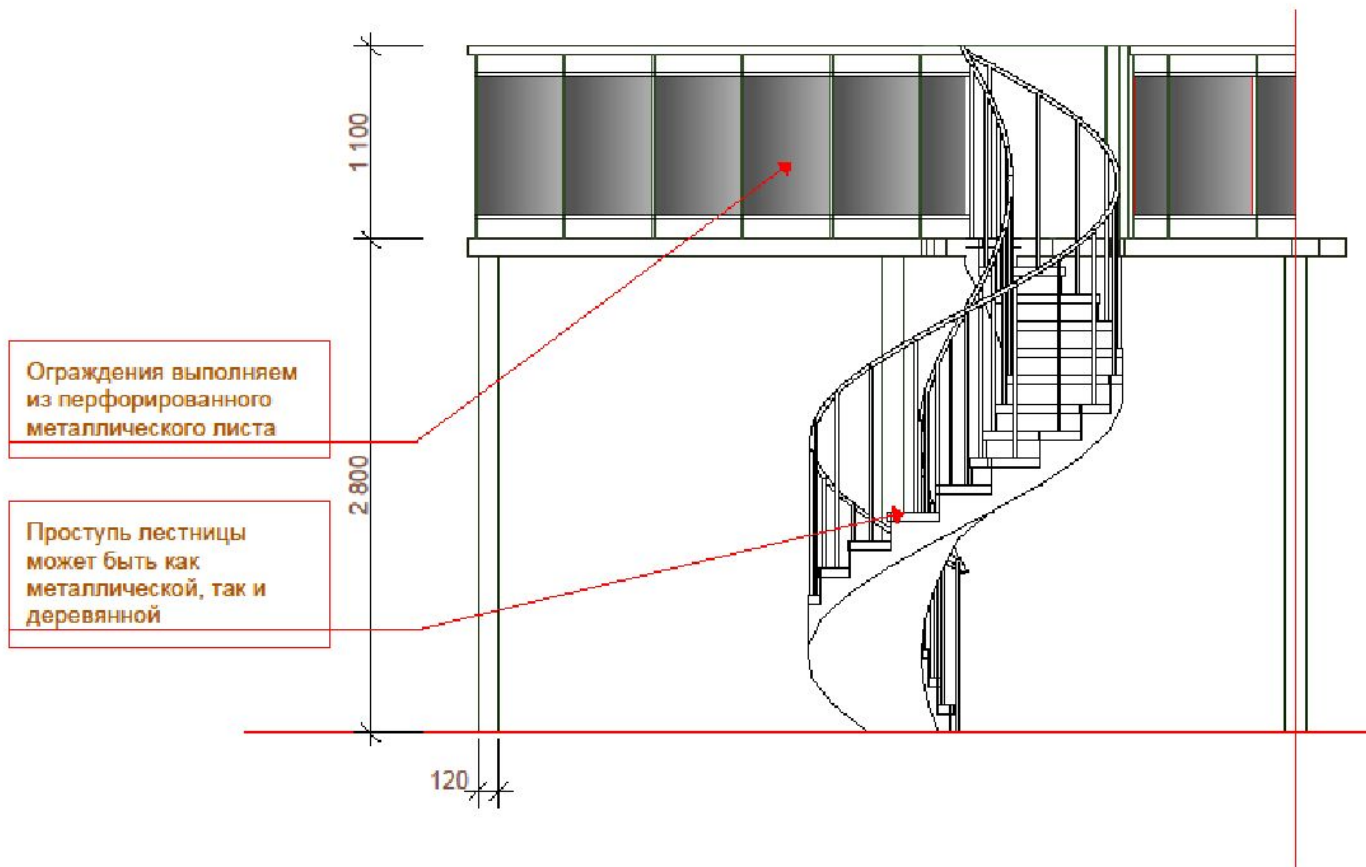 1 100
Ограждения выполняем
из перфорированного
металлического листа
2 800
Проступь лестницы
может быть как
металлической, так и
деревянной
120